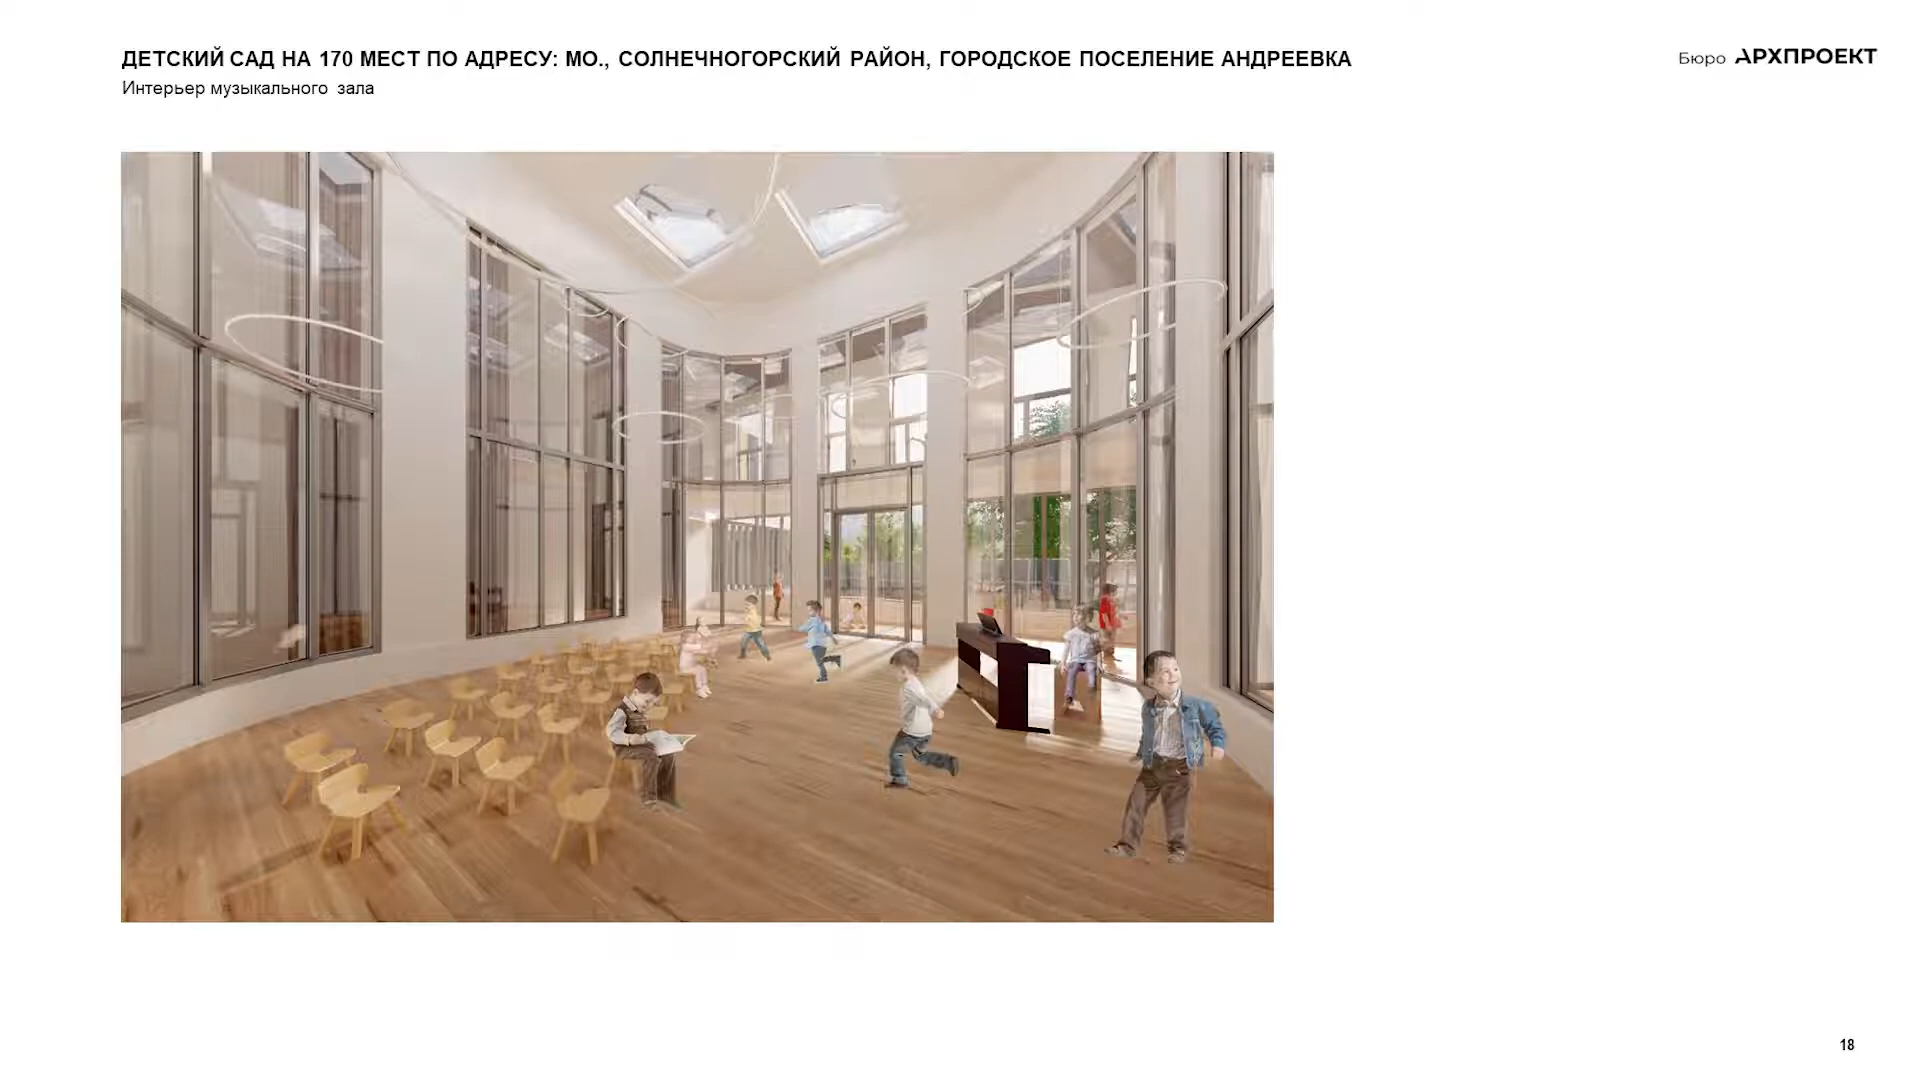 ДЕТСКИЙ САД НА 170 МЕСТ ПО АДРЕСУ: МО., СОЛНЕЧНОГОРСКИЙ РАЙОН, ГОРОДСКОЕ ПОСЕЛЕНИЕ АНДРЕЕВКА
Интерьер музыкального зала
Бюро АРХПРОЕКТ
18